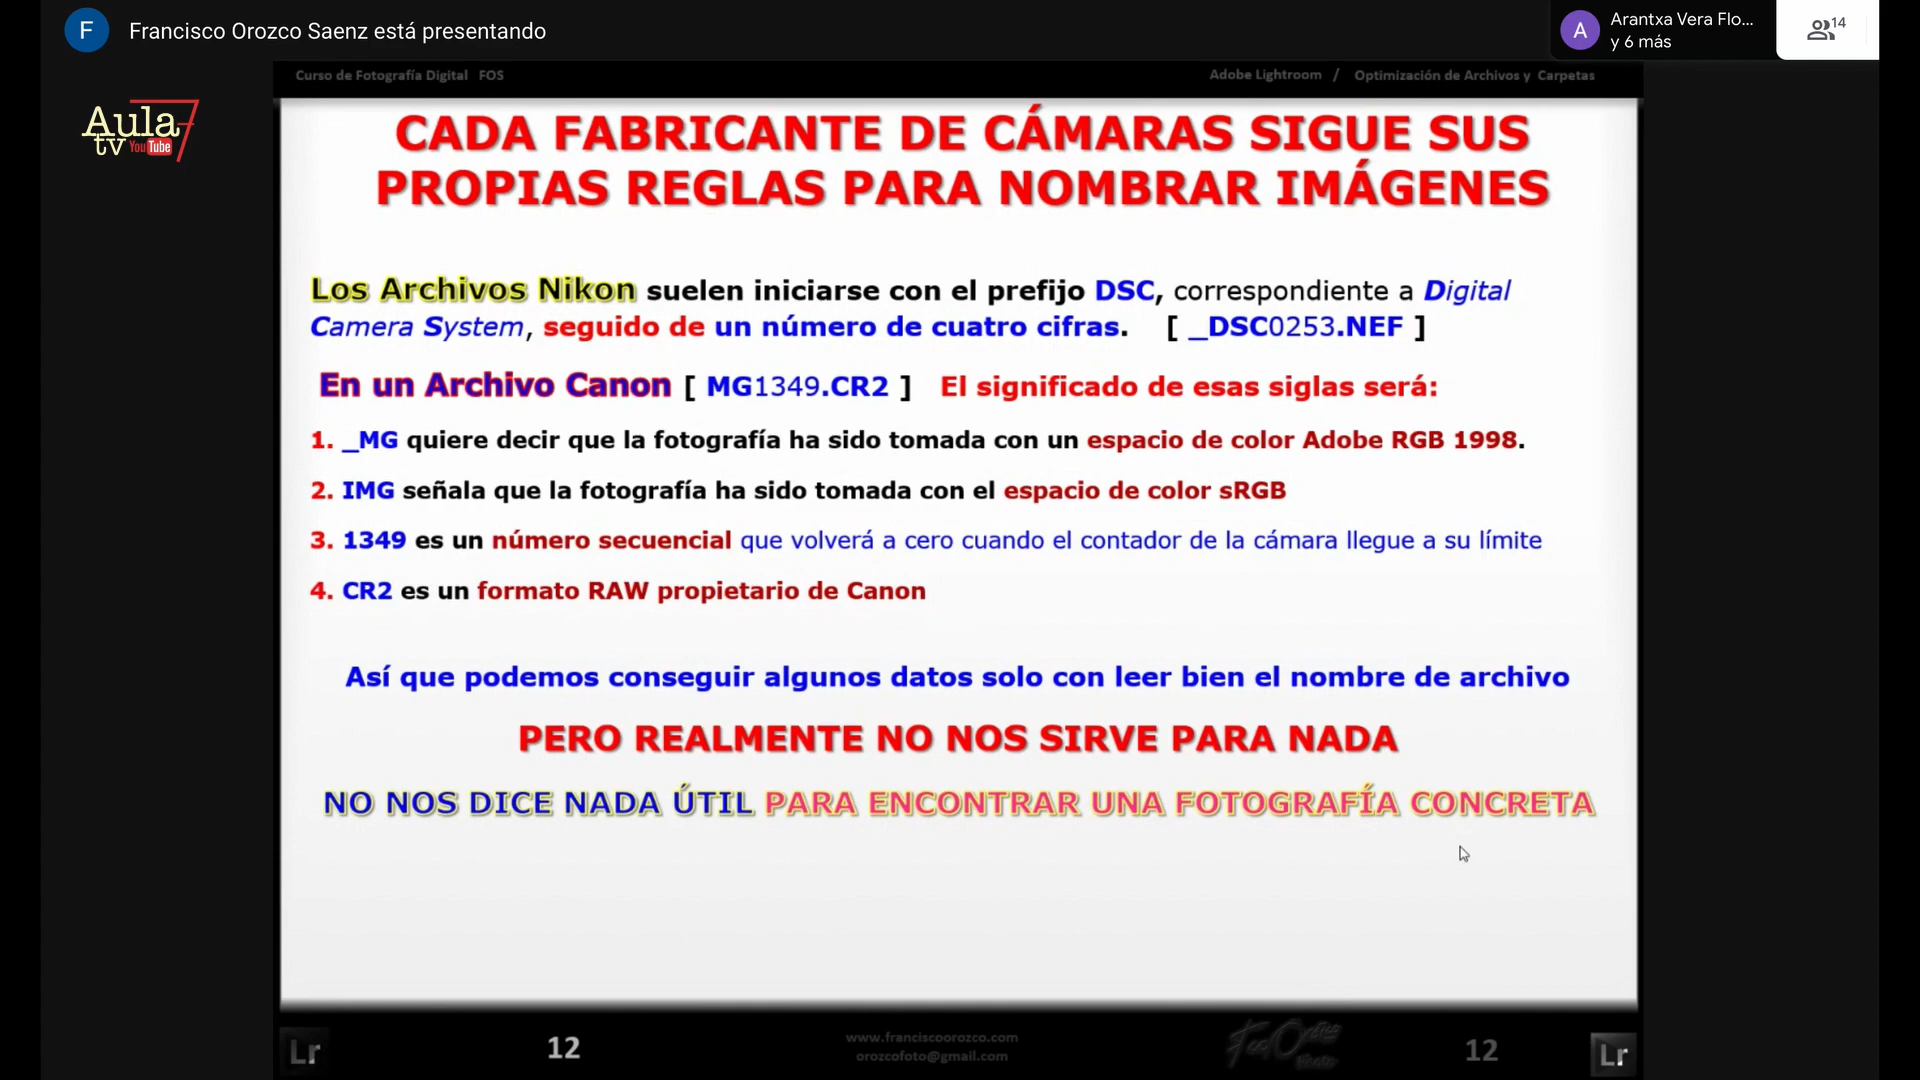 F Francisco Orozco Saenz está presentando
A Arantxa Vera Flo...
y 6 más
14
Curso de Fotografía Digital FOS
Adobe Lightroom / Optimización de Archivos y Carpetas
Aula 7
tv YouTube
CADA FABRICANTE DE CÁMARAS SIGUE SUS
PROPIAS REGLAS PARA NOMBRAR IMÁGENES
Los Archivos Nikon suelen iniciarse con el prefijo DSC, correspondiente a Digital
Camera System, seguido de un número de cuatro cifras. [ _DSC0253.NEF ]
En un Archivo Canon [ MG1349.CR2 ] El significado de esas siglas será:
1. _MG quiere decir que la fotografía ha sido tomada con un espacio de color Adobe RGB 1998.
2. IMG señala que la fotografía ha sido tomada con el espacio de color sRGB
3. 1349 es un número secuencial que volverá a cero cuando el contador de la cámara llegue a su límite
4. CR2 es un formato RAW propietario de Canon
Así que podemos conseguir algunos datos solo con leer bien el nombre de archivo
PERO REALMENTE NO NOS SIRVE PARA NADA
NO NOS DICE NADA ÚTIL PARA ENCONTRAR UNA FOTOGRAFÍA CONCRETA
Lr
12
www.franciscoorozco.com
orozcofoto@gmail.com
12
Lr